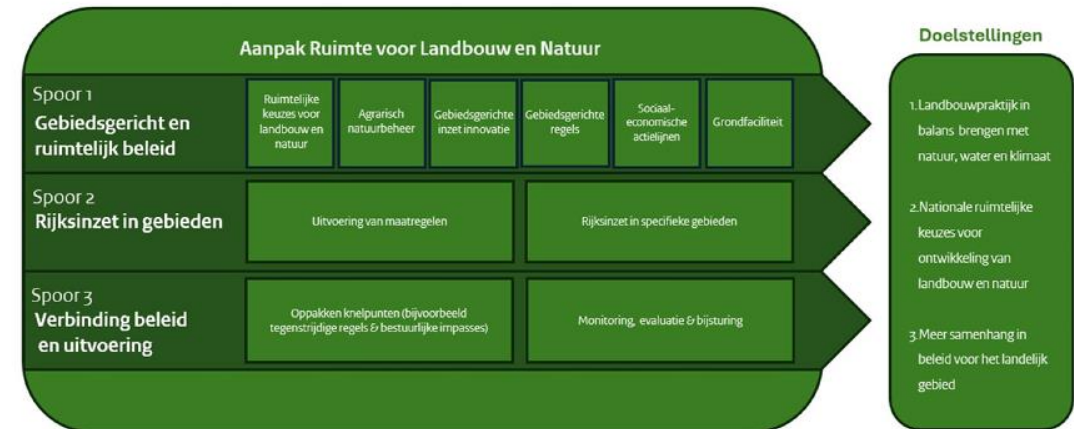 Aanpak Ruimte voor Landbouw en Natuur
Spoor 1
Gebiedsgericht en
ruimtelijk beleid
Ruimtelijke
keuzes voor
landbouw en
natuur
Agrarisch
natuurbeheer
Gebiedsgerichte
inzet innovatie
Gebiedsgerichte
regels
Sociaal-
economische
actielijnen
Grondfaciliteit
Spoor 2
Rijksinzet in gebieden
Uitvoering van maatregelen
Rijksinzet in specifieke gebieden
Spoor 3
Verbinding beleid
en uitvoering
Oppakken knelpunten (bijvoorbeeld
tegenstrijdige regels & bestuurlijke impasses)
Monitoring, evaluatie & bijsturing
Doelstellingen
1.Landbouwpraktijk in
balans brengen met
natuur, water en klimaat
2.Nationale ruimtelijke
keuzes voor
ontwikkeling van
landbouw en natuur
3.Meer samenhang in
beleid voor het landelijk
gebied